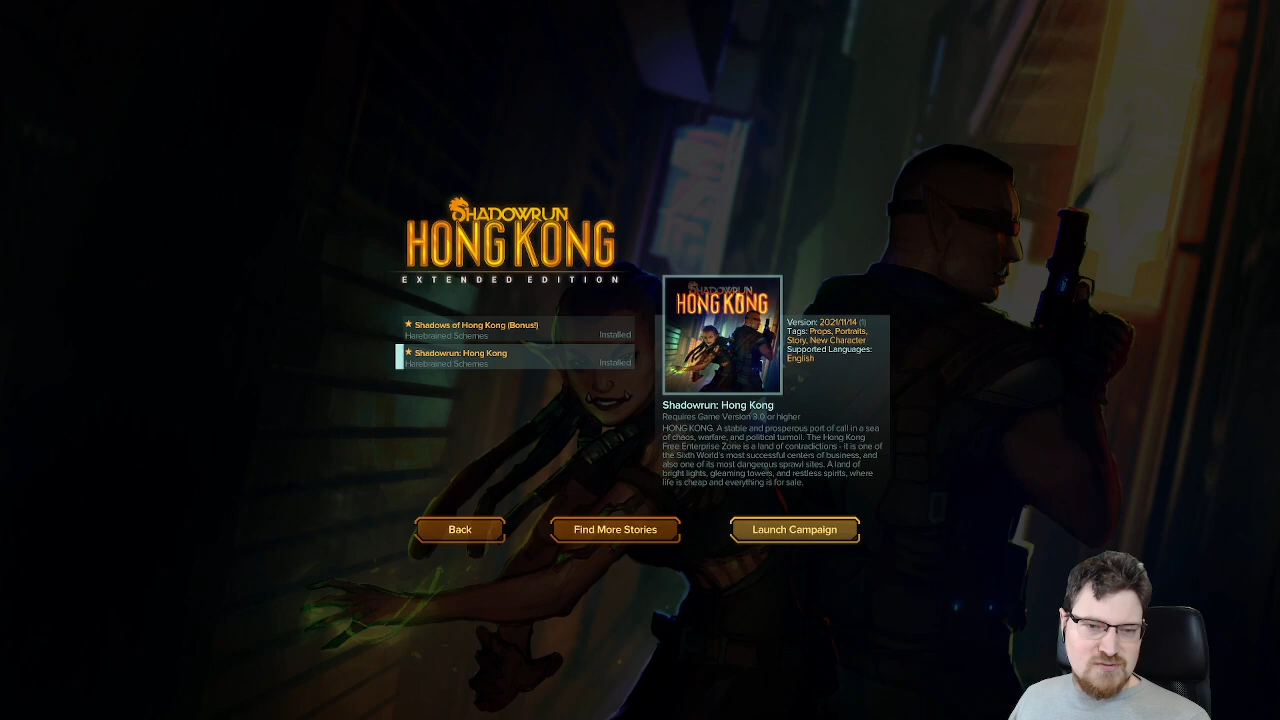 SHADOWRUN
HONG KONG
EXTENDED EDITION
Shadows of Hong Kong (Bonus!)
Harebrained Schemes
Installed
Shadowrun: Hong Kong
Harebrained Schemes
Installed
SHADOWRUN
HONG KONG
Version: 2021/11/14 (1)
Tags: Props, Portraits,
Story, New Character
Supported Languages:
English
Shadowrun: Hong Kong
Requires Game Version 3.0 or higher
HONG KONG. A stable and prosperous port of call in a sea
of chaos, warfare, and political turmoil. The Hong Kong
Free Enterprise Zone is a land of contradictions - it is one of
the Sixth World's most successful centers of business, and
also one of its most dangerous sprawl sites. A land of
bright lights, gleaming towers, and restless spirits, where
life is cheap and everything is for sale.
Back
Find More Stories
Launch Campaign